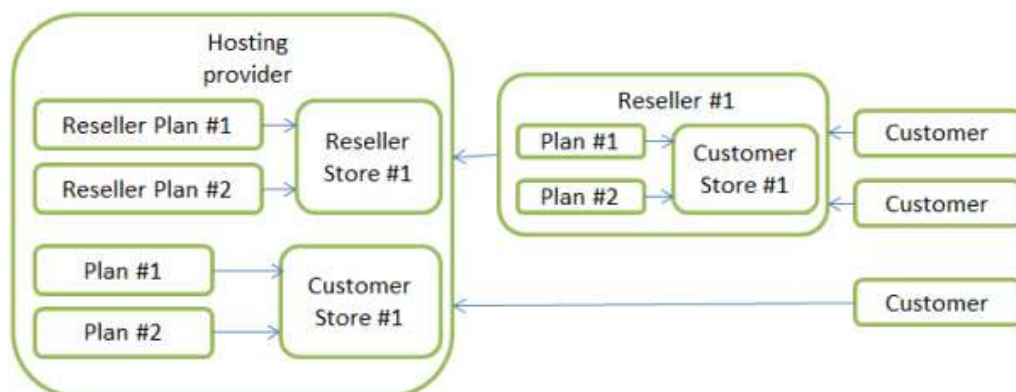 Hosting
provider
Reseller Plan #1
Reseller Plan #2
Reseller
Store #1
Plan #1
Plan #2
Customer
Store #1
Reseller #1
Plan #1
Plan #2
Customer
Store #1
Customer
Customer
Customer